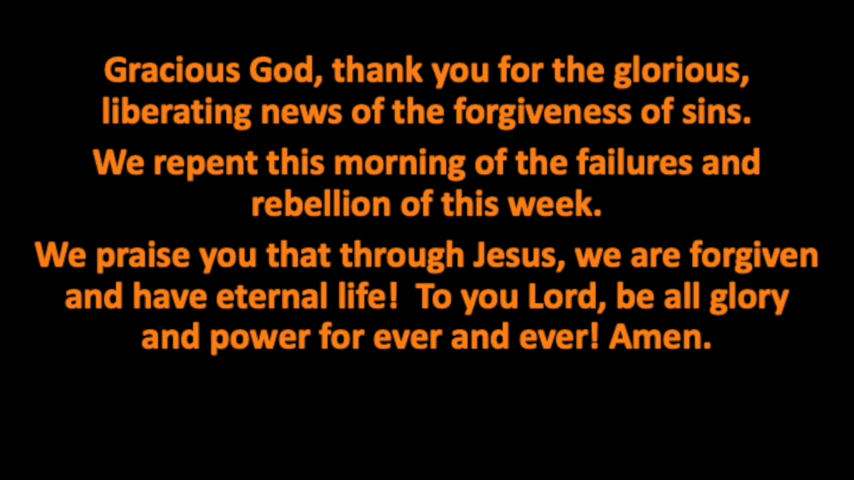 Gracious God, thank you for the glorious,
liberating news of the forgiveness of sins.
We repent this morning of the failures and
rebellion of this week.
We praise you that through Jesus, we are forgiven
and have eternal life!  To you Lord, be all glory
and power for ever and ever! Amen.